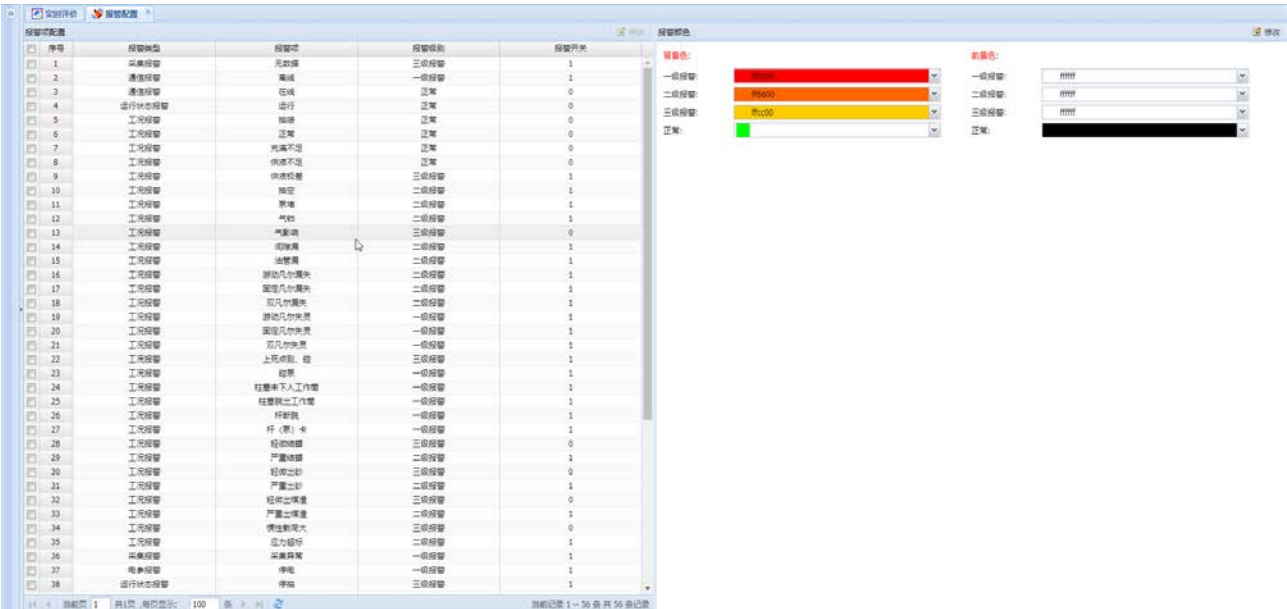 实时评价 报警配置
报警项配置 修改
序号 报警类型 报警项 报警级别 报警开关
1 采集报警 无数据 三级报警 1
2 通信报警 离线 一级报警 1
3 通信报警 在线 正常 0
4 运行状态报警 运行 正常 0
5 工况报警 抽喷 正常 0
6 工况报警 正常 正常 0
7 工况报警 充满不足 正常 0
8 工况报警 供液不足 正常 0
9 工况报警 供液极差 三级报警 1
10 工况报警 抽空 二级报警 1
11 工况报警 泵堵 二级报警 1
12 工况报警 气锁 二级报警 1
13 工况报警 气影响 三级报警 0
14 工况报警 间隙漏 二级报警 1
15 工况报警 油管漏 二级报警 1
16 工况报警 游动凡尔漏失 二级报警 1
17 工况报警 固定凡尔漏失 二级报警 1
18 工况报警 双凡尔漏失 二级报警 1
19 工况报警 游动凡尔失灵 一级报警 1
20 工况报警 固定凡尔失灵 一级报警 1
21 工况报警 双凡尔失灵 一级报警 1
22 工况报警 上死点刮、碰 三级报警 1
23 工况报警 碰泵 一级报警 1
24 工况报警 柱塞未下入工作筒 一级报警 1
25 工况报警 柱塞脱出工作筒 一级报警 1
26 工况报警 杆断脱 一级报警 1
27 工况报警 杆（泵）卡 一级报警 1
28 工况报警 轻微结蜡 三级报警 0
29 工况报警 严重结蜡 二级报警 1
30 工况报警 轻微出砂 三级报警 0
31 工况报警 严重出砂 二级报警 1
32 工况报警 轻微出煤渣 三级报警 0
33 工况报警 严重出煤渣 二级报警 1
34 工况报警 惯性载荷大 三级报警 0
35 工况报警 应力超标 二级报警 1
36 采集报警 采集异常 一级报警 1
37 电参报警 停电 一级报警 1
38 运行状态报警 停抽 三级报警 1
当前页 1 共1页 ,每页显示: 100 条 当前记录 1 -- 56 条 共 56 条记录
报警颜色 修改
背景色: 前景色:
一级报警: ff0000 一级报警: ffffff
二级报警: ff6600 二级报警: ffffff
三级报警: ffcc00 三级报警: ffffff
正常: 正常: